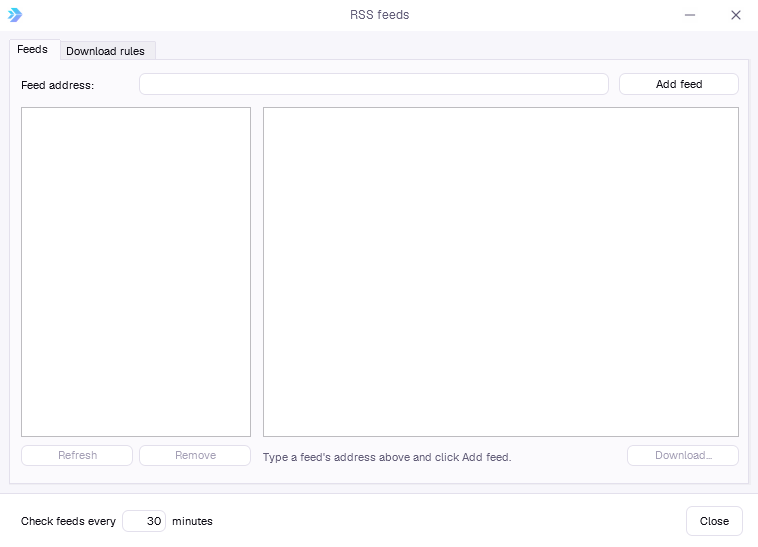 RSS feeds
Feeds
Download rules
Feed address:
Add feed
Refresh
Remove
Type a feed's address above and click Add feed.
Download...
Check feeds every 30 minutes
Close